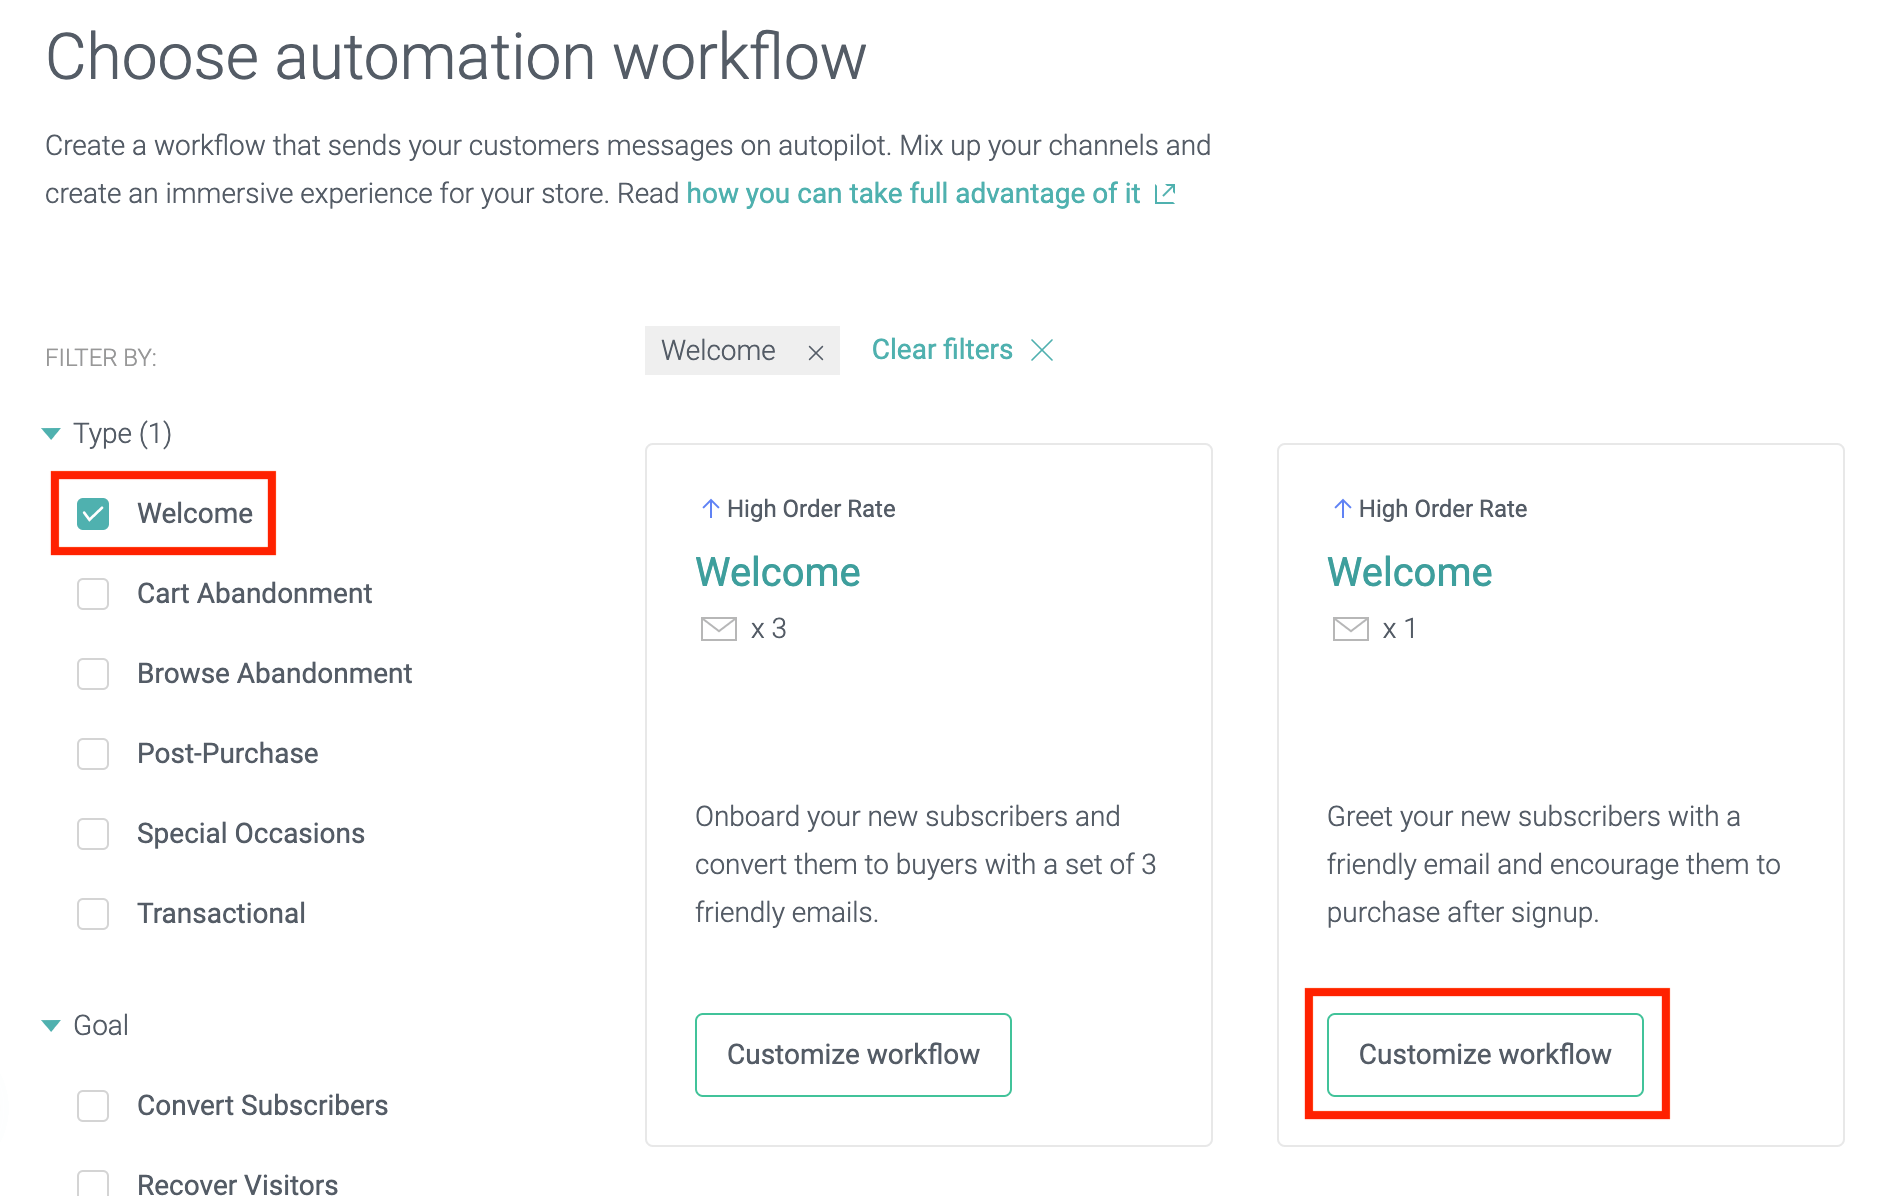 Choose automation workflow
Create a workflow that sends your customers messages on autopilot. Mix up your channels and
create an immersive experience for your store. Read how you can take full advantage of it
FILTER BY:
Type (1)
Welcome
Cart Abandonment
Browse Abandonment
Post-Purchase
Special Occasions
Transactional
Goal
Convert Subscribers
Recover Visitors
Welcome
Clear filters
High Order Rate
Welcome
x 3
Onboard your new subscribers and
convert them to buyers with a set of 3
friendly emails.
Customize workflow
High Order Rate
Welcome
x 1
Greet your new subscribers with a
friendly email and encourage them to
purchase after signup.
Customize workflow